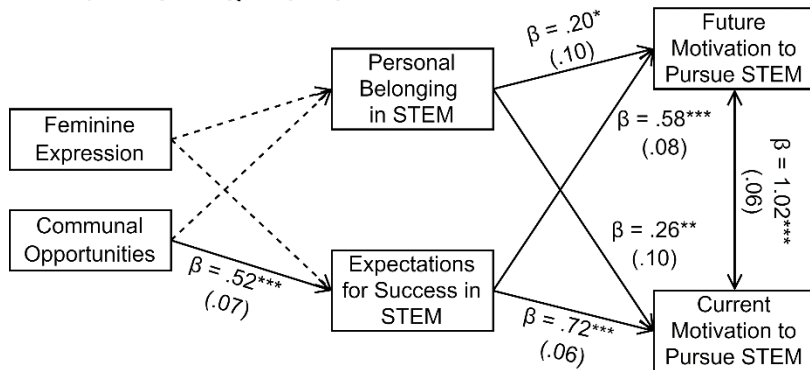 Feminine
Expression
Communal
Opportunities
Personal
Belonging
in STEM
Expectations
for Success in
STEM
β = .52***
(.07)
β = .20*
(.10)
β = .58***
(.08)
β = .26**
(.10)
β = .72***
(.06)
Future
Motivation to
Pursue STEM
β = 1.02***
(.06)
Current
Motivation to
Pursue STEM